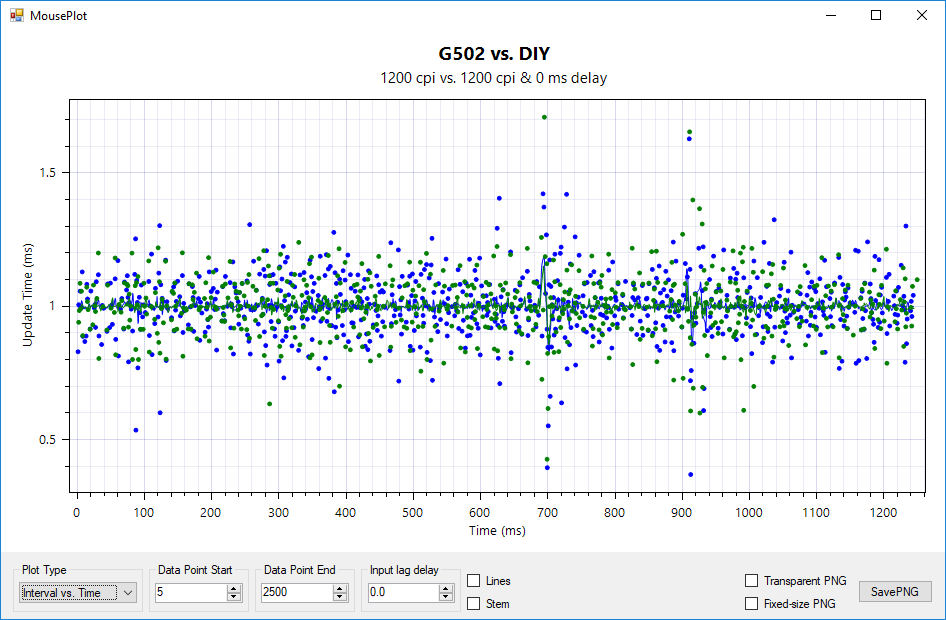 MousePlot
G502 vs. DIY
1200 cpi vs. 1200 cpi & 0 ms delay
Update Time (ms)
1.5
1
0.5
0 100 200 300 400 500 600 700 800 900 1000 1100 1200
Time (ms)
Plot Type
Interval vs. Time
Data Point Start
5
Data Point End
2500
Input lag delay
0.0
Lines
Stem
Transparent PNG
Fixed-size PNG
SavePNG